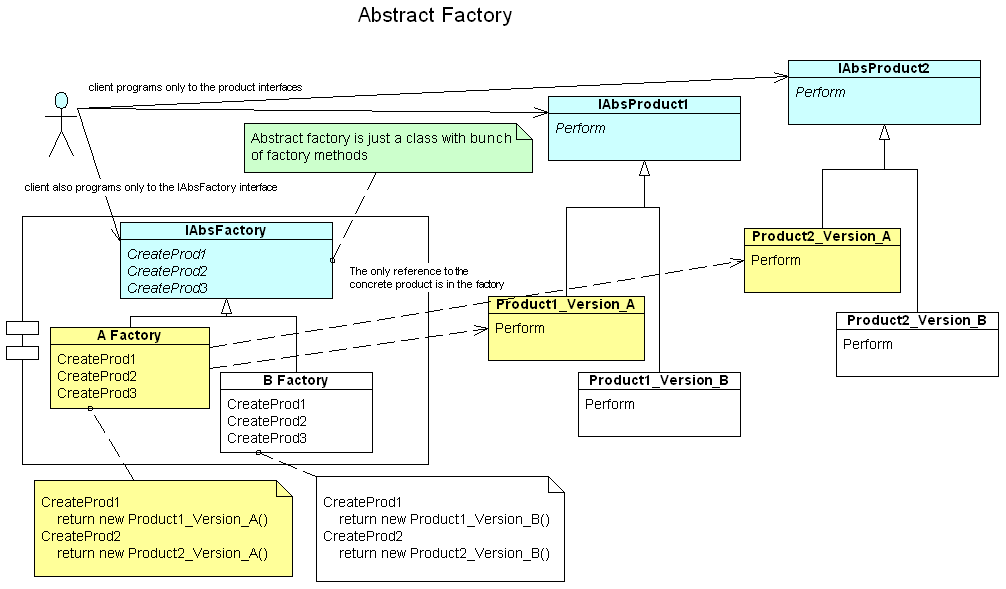 Abstract Factory
client programs only to the product interfaces
IAbsProduct2
Perform
IAbsProduct1
Perform
Abstract factory is just a class with bunch
of factory methods
client also programs only to the IAbsFactory interface
IAbsFactory
CreateProd1
CreateProd2
CreateProd3
The only reference to the
concrete product is in the factory
Product2_Version_A
Perform
Product1_Version_A
Perform
Product2_Version_B
Perform
A Factory
CreateProd1
CreateProd2
CreateProd3
B Factory
CreateProd1
CreateProd2
CreateProd3
Product1_Version_B
Perform
CreateProd1
return new Product1_Version_A()
CreateProd2
return new Product2_Version_A()
CreateProd1
return new Product1_Version_B()
CreateProd2
return new Product2_Version_B()